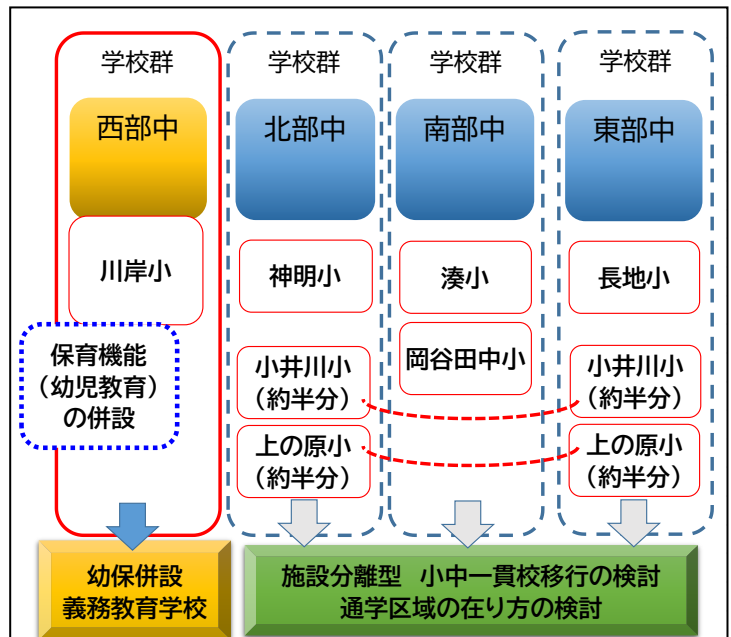 学校群
西部中
川岸小
保育機能
（幼児教育）
の併設
幼保併設
義務教育学校
学校群
北部中
神明小
小井川小
（約半分）
上の原小
（約半分）
学校群
南部中
湊小
岡谷田中小
学校群
東部中
長地小
小井川小
（約半分）
上の原小
（約半分）
施設分離型 小中一貫校移行の検討
通学区域の在り方の検討